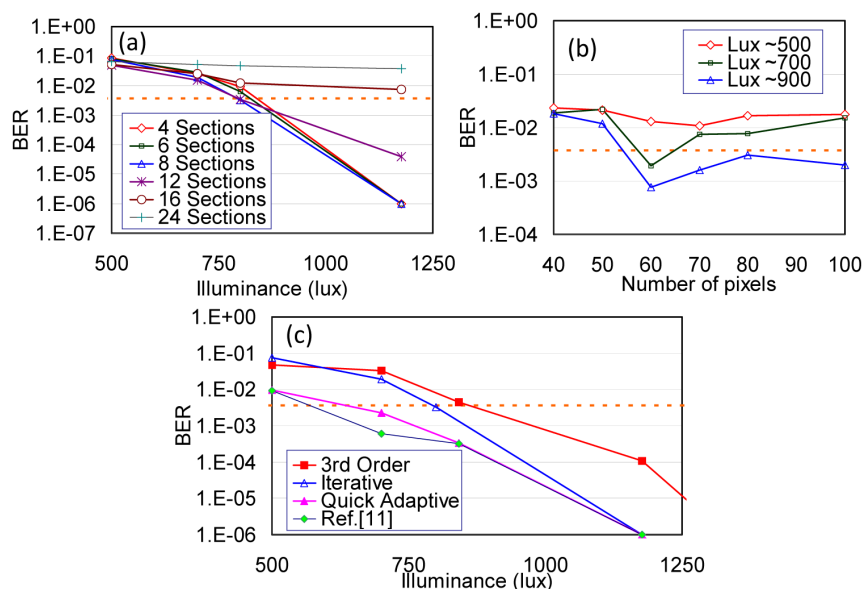 (a)
1.E+00
1.E-01
1.E-02
1.E-03
1.E-04
1.E-05
1.E-06
1.E-07
BER
4 Sections
6 Sections
8 Sections
12 Sections
16 Sections
24 Sections
500 750 1000 1250
Illuminance (lux)
(b)
1.E+00
1.E-01
1.E-02
1.E-03
1.E-04
BER
Lux ~500
Lux ~700
Lux ~900
40 50 60 70 80 90 100
Number of pixels
(c)
1.E+00
1.E-01
1.E-02
1.E-03
1.E-04
1.E-05
1.E-06
BER
3rd Order
Iterative
Quick Adaptive
Ref.[11]
500 750 1000 1250
Illuminance (lux)